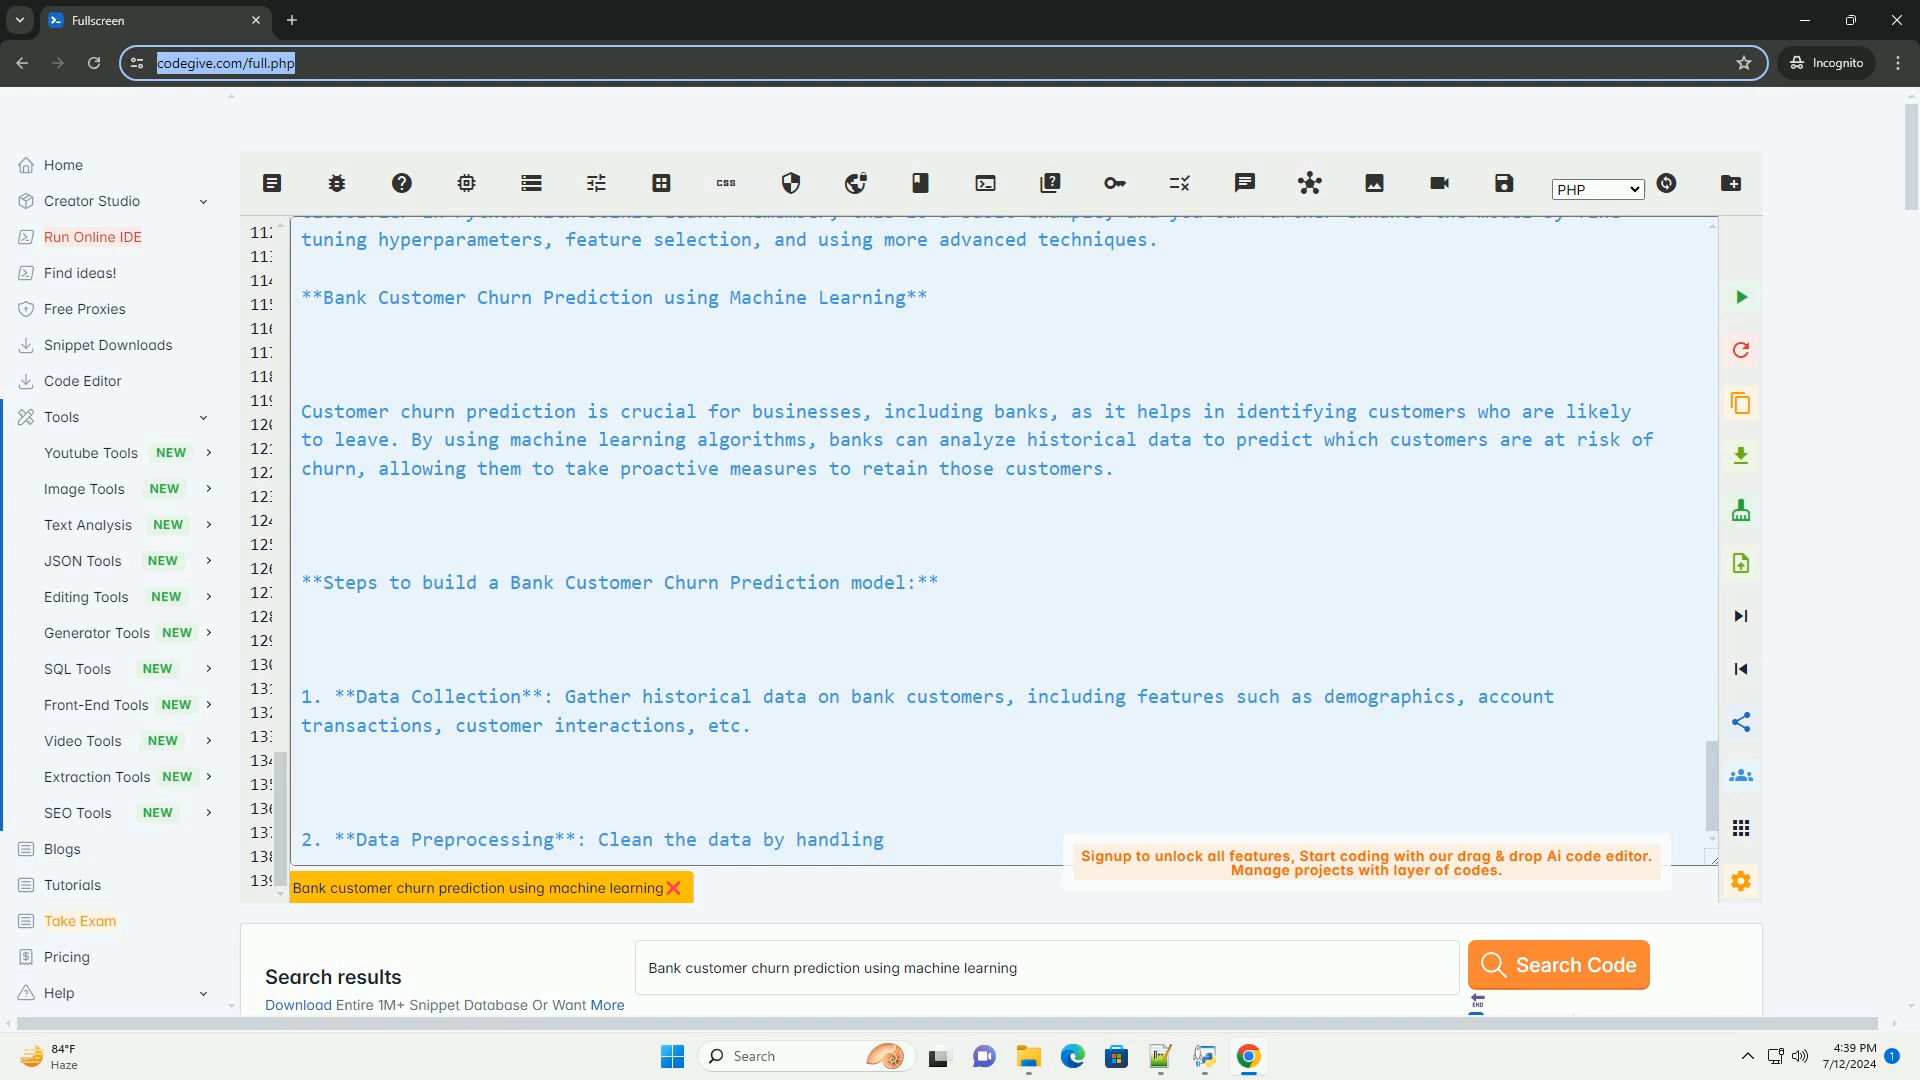 Fullscreen
codegive.com/full.php
Incognito
Home
Creator Studio
Run Online IDE
Find ideas!
Free Proxies
Snippet Downloads
Code Editor
Tools
Youtube Tools NEW
Image Tools NEW
Text Analysis NEW
JSON Tools NEW
Editing Tools NEW
Generator Tools NEW
SQL Tools NEW
Front-End Tools NEW
Video Tools NEW
Extraction Tools NEW
SEO Tools NEW
Blogs
Tutorials
Take Exam
Pricing
Help
css
PHP
tuning hyperparameters, feature selection, and using more advanced techniques.
**Bank Customer Churn Prediction using Machine Learning**
Customer churn prediction is crucial for businesses, including banks, as it helps in identifying customers who are likely
to leave. By using machine learning algorithms, banks can analyze historical data to predict which customers are at risk of
churn, allowing them to take proactive measures to retain those customers.
**Steps to build a Bank Customer Churn Prediction model:**
1. **Data Collection**: Gather historical data on bank customers, including features such as demographics, account
transactions, customer interactions, etc.
2. **Data Preprocessing**: Clean the data by handling
Signup to unlock all features, Start coding with our drag & drop Ai code editor.
Manage projects with layer of codes.
Bank customer churn prediction using machine learning❌
Search results
Bank customer churn prediction using machine learning
Search Code
Download Entire 1M+ Snippet Database Or Want More
END
84°F
Haze
Search
4:39 PM
7/12/2024
1